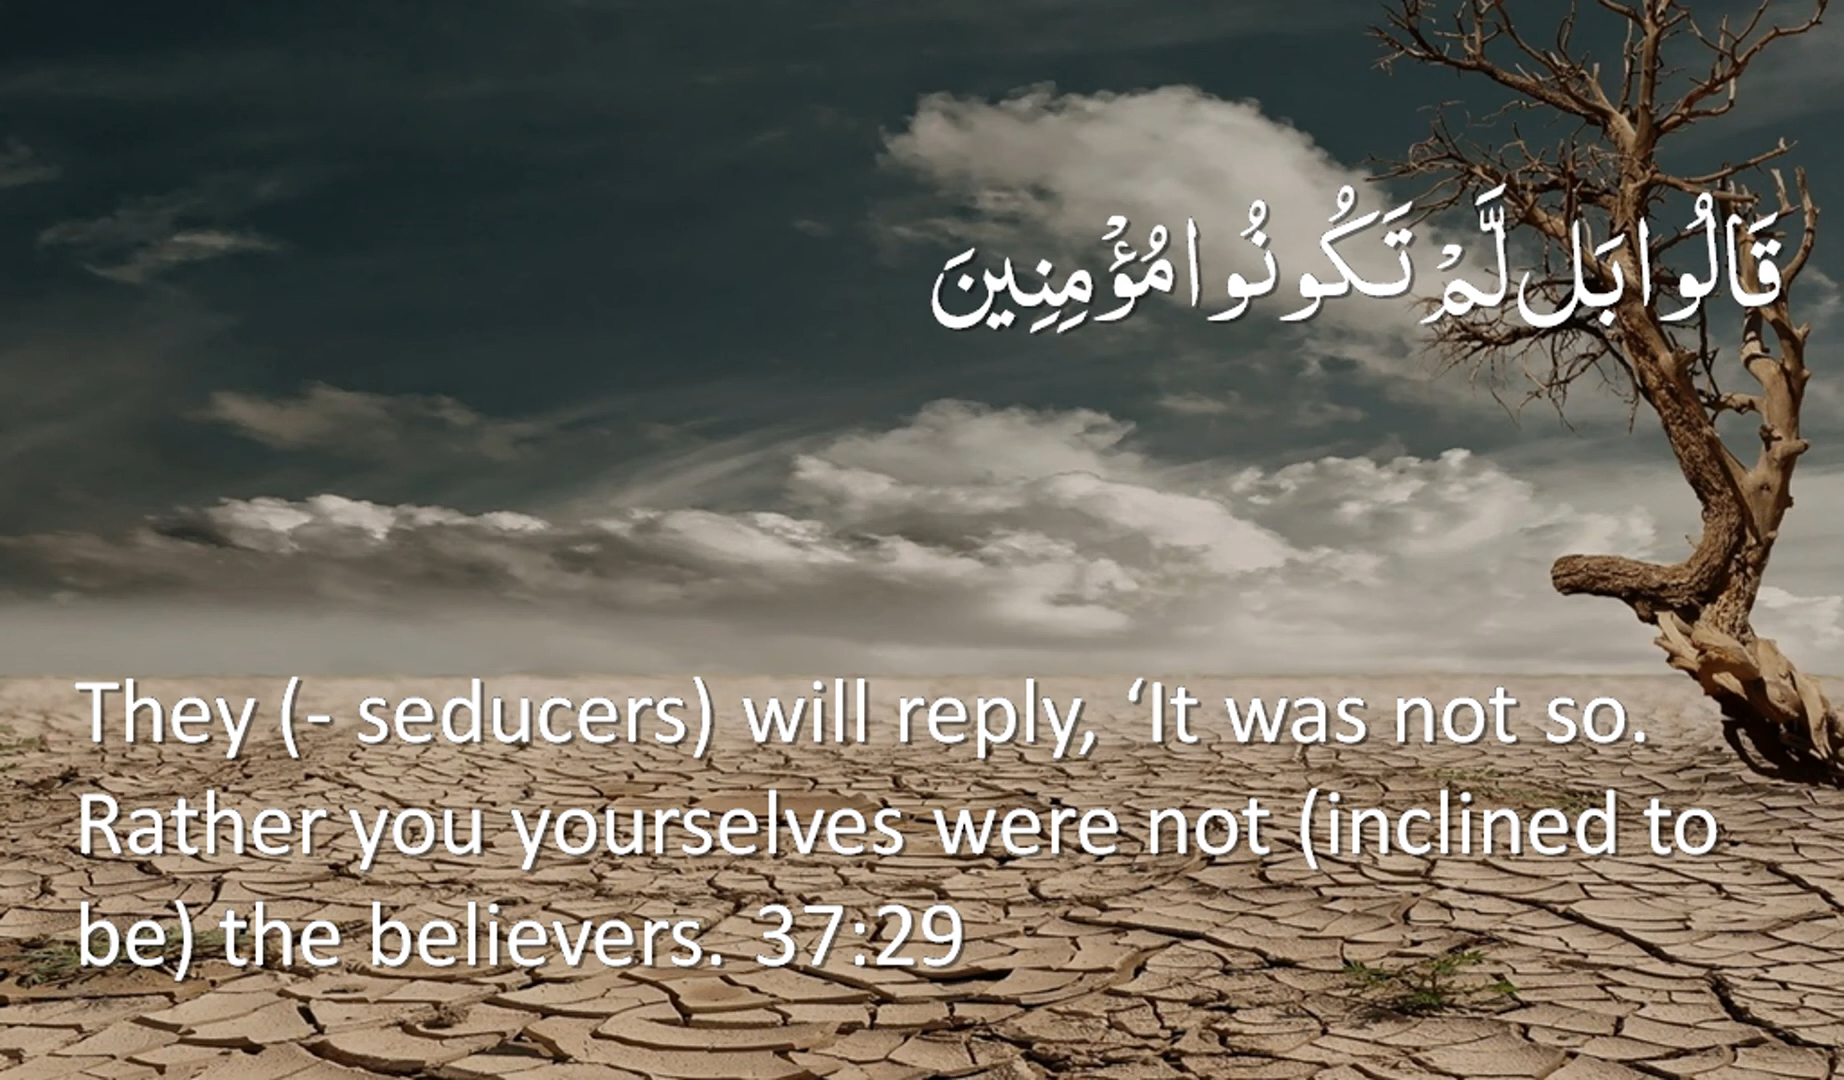 قَالُوا بَل لَّمْ تَكُونُوا مُؤْمِنِينَ
They (- seducers) will reply, ‘It was not so.
Rather you yourselves were not (inclined to
be) the believers. 37:29